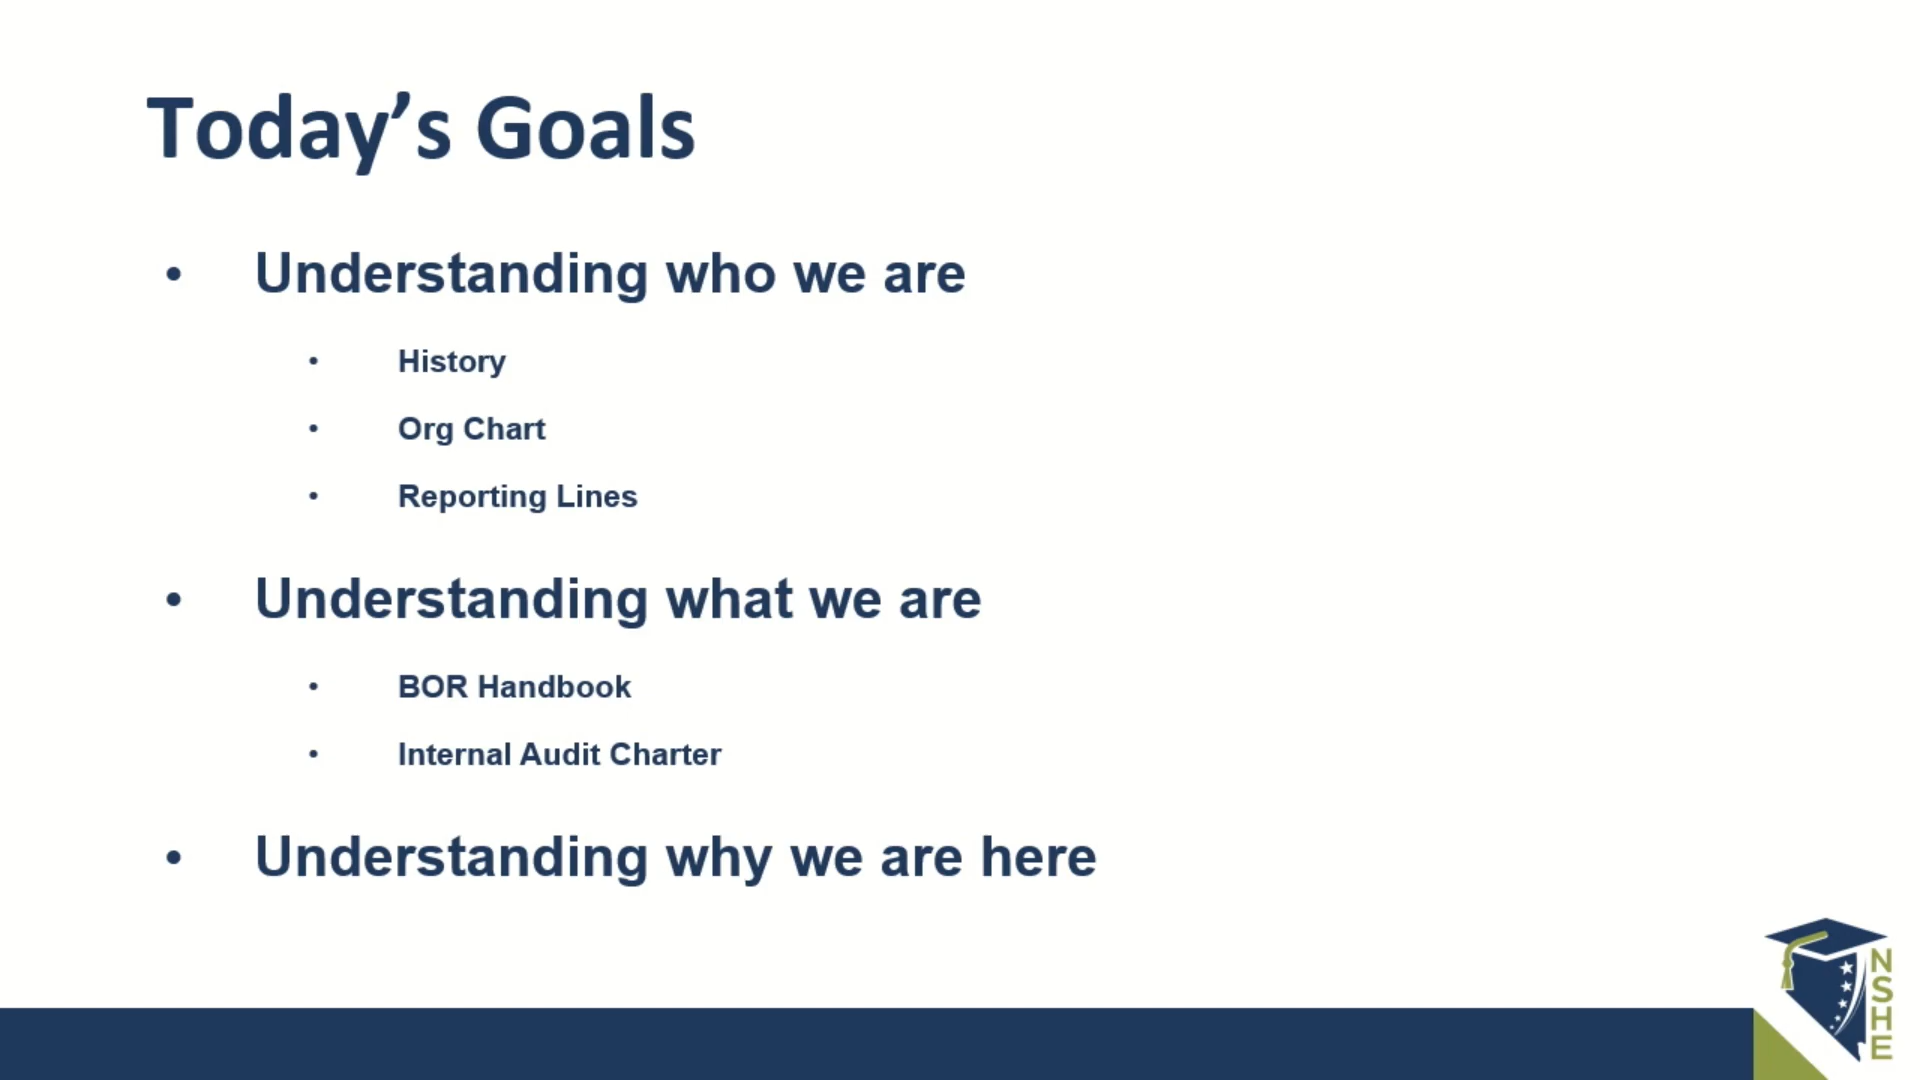 Today’s Goals
• Understanding who we are
• History
• Org Chart
• Reporting Lines
• Understanding what we are
• BOR Handbook
• Internal Audit Charter
• Understanding why we are here
NSHE